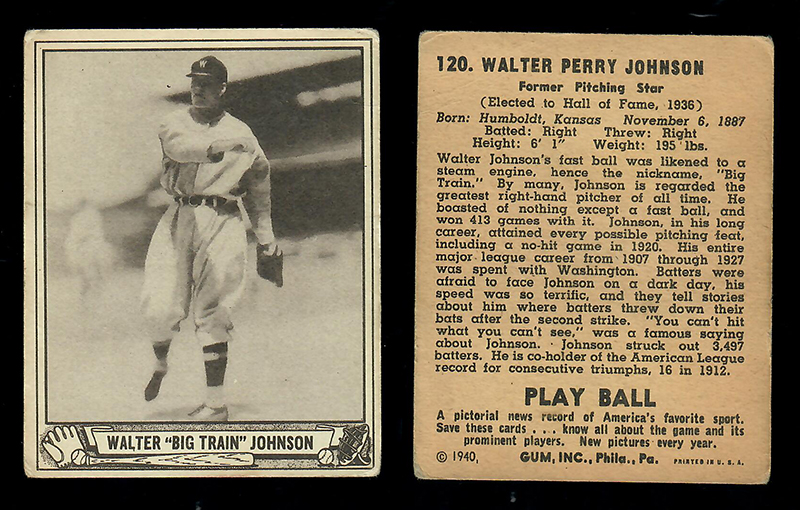 W
WALTER "BIG TRAIN" JOHNSON
120. WALTER PERRY JOHNSON
Former Pitching Star
(Elected to Hall of Fame, 1936)
Born: Humboldt, Kansas November 6, 1887
Batted: Right Threw: Right
Height: 6' 1" Weight: 195 lbs.
Walter Johnson's fast ball was likened to a
steam engine, hence the nickname, "Big
Train." By many, Johnson is regarded the
greatest right-hand pitcher of all time. He
boasted of nothing except a fast ball, and
won 413 games with it. Johnson, in his long
career, attained every possible pitching feat,
including a no-hit game in 1920. His entire
major league career from 1907 through 1927
was spent with Washington. Batters were
afraid to face Johnson on a dark day, his
speed was so terrific, and they tell stories
about him where batters threw down their
bats after the second strike. "You can't hit
what you can't see," was a famous saying
about Johnson. Johnson struck out 3,497
batters. He is co-holder of the American League
record for consecutive triumphs, 16 in 1912.
PLAY BALL
A pictorial news record of America's favorite sport.
Save these cards . . . know all about the game and its
prominent players. New pictures every year.
© 1940, GUM, INC., Phila., Pa. PRINTED IN U. S. A.